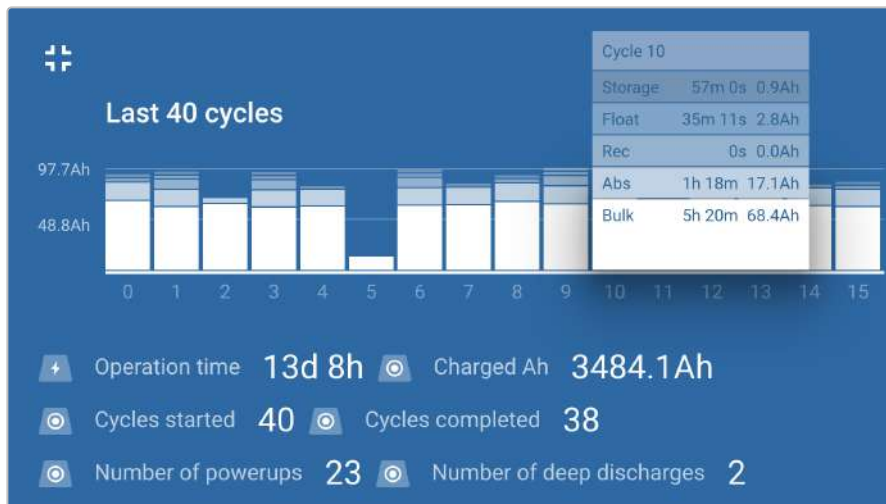 Cycle 10
Storage 57m 0s 0.9Ah
Last 40 cycles
Float 35m 11s 2.8Ah
Rec 0s 0.0Ah
97.7Ah
Abs 1h 18m 17.1Ah
Bulk 5h 20m 68.4Ah
48.8Ah
0 1 2 3 4 5 6 7 8 9 10 11 12 13 14 15
Operation time 13d 8h Charged Ah 3484.1Ah
Cycles started 40 Cycles completed 38
Number of powerups 23 Number of deep discharges 2